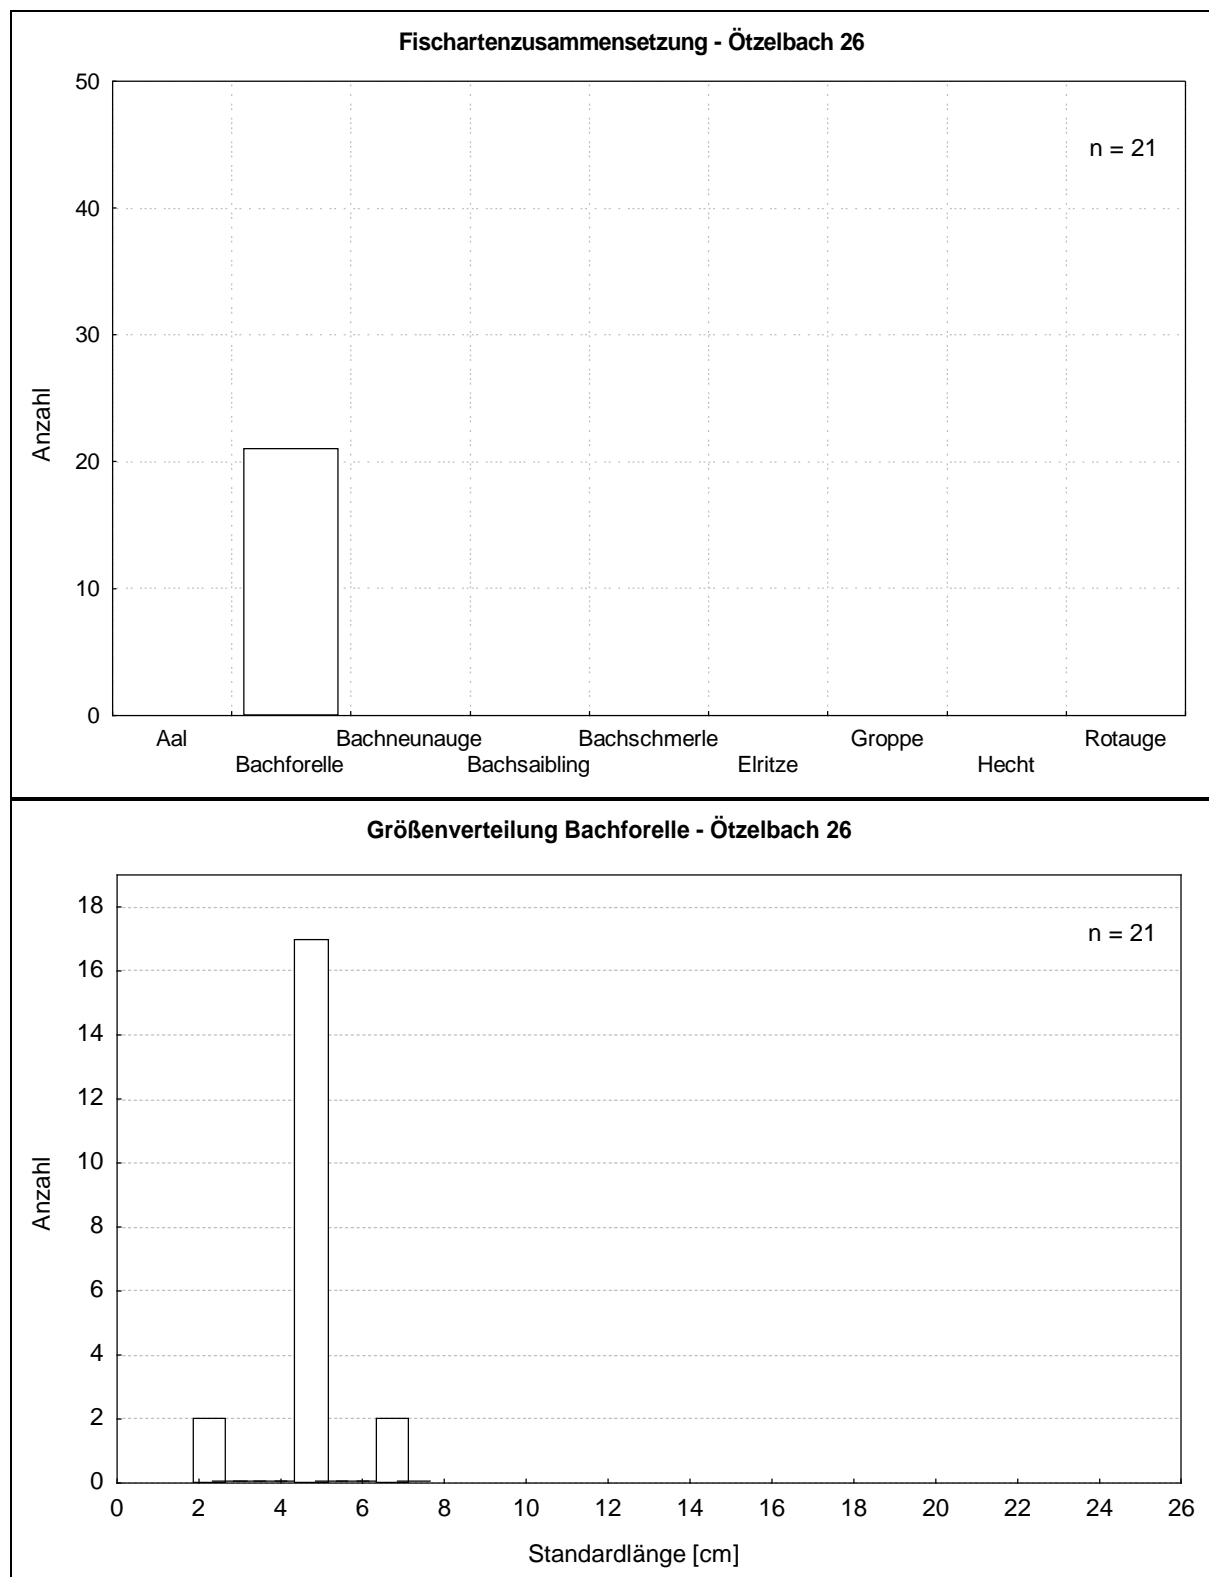 Fischartenzusammensetzung - Ötzelbach 26
50
n = 21
40
30
Anzahl
20
10
0
Aal Bachneunauge Bachschmerle Groppe Rotauge
Bachforelle Bachsaibling Elritze Hecht
Größenverteilung Bachforelle - Ötzelbach 26
18
n = 21
16
14
12
10
Anzahl
8
6
4
2
0
0 2 4 6 8 10 12 14 16 18 20 22 24 26
Standardlänge [cm]